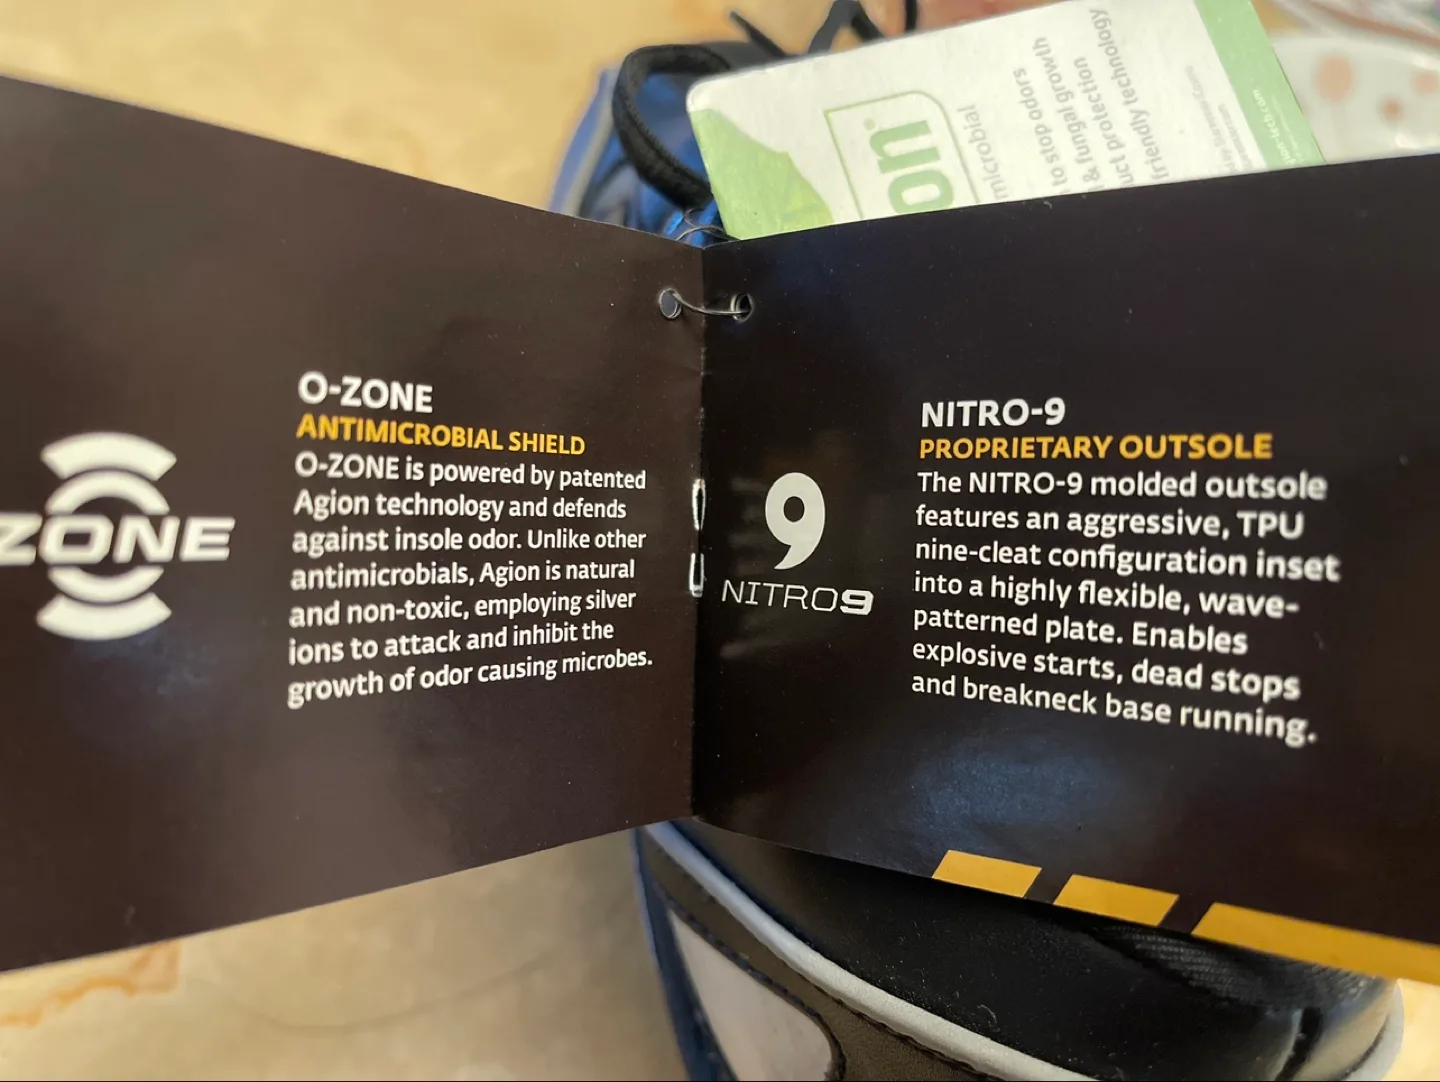 on
microbial
to stop odors
& fungal growth
uct protection
friendly technology
O-ZONE
ANTIMICROBIAL SHIELD
O-ZONE is powered by patented
Agion technology and defends
against insole odor. Unlike other
antimicrobials, Agion is natural
and non-toxic, employing silver
ions to attack and inhibit the
growth of odor causing microbes.
ZONE
NITRO-9
PROPRIETARY OUTSOLE
The NITRO-9 molded outsole
features an aggressive, TPU
nine-cleat configuration inset
into a highly flexible, wave-
patterned plate. Enables
explosive starts, dead stops
and breakneck base running.
9
NITRO9